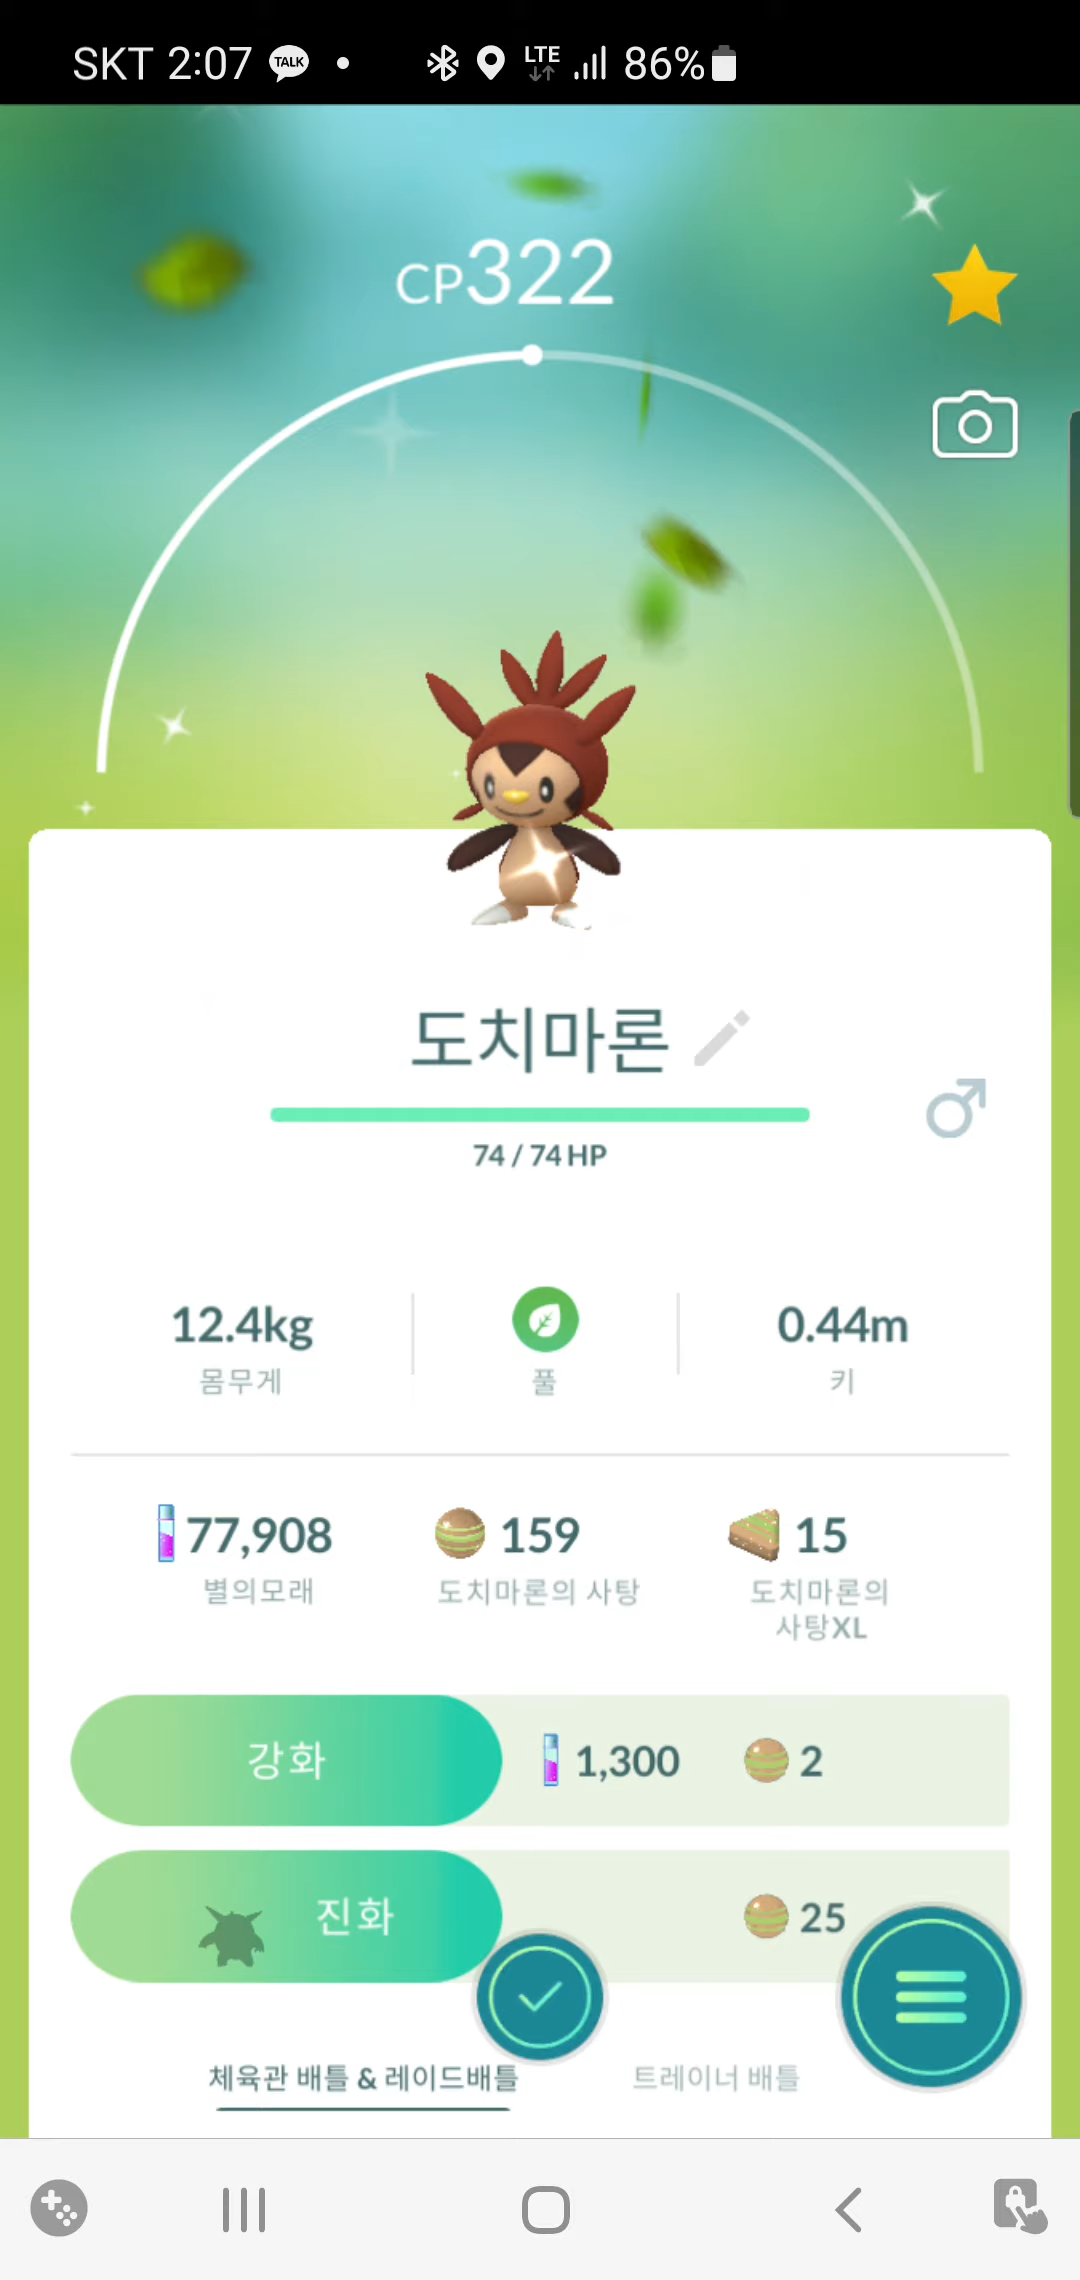 SKT 2:07 TALK LTE 86%
CP322
도치마론
74 / 74 HP
12.4kg
풀
0.44m
몸무게
키
77,908
159
15
별의모래
도치마론의 사탕
도치마론의
사탕XL
강화 1,300 2
진화 25
체육관 배틀 & 레이드배틀
트레이너 배틀